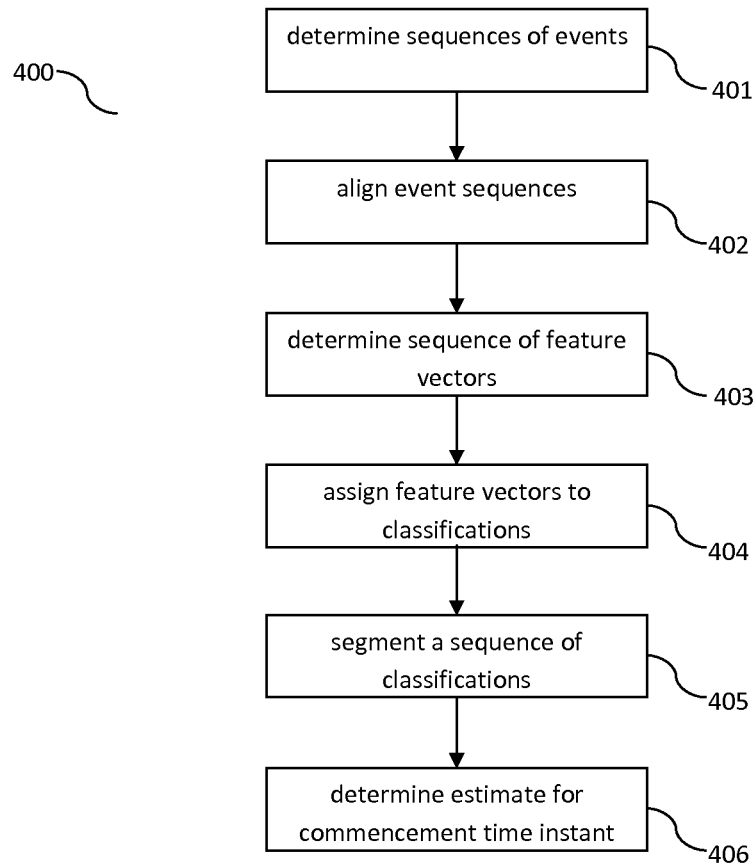 determine sequences of events
400
401
align event sequences
402
determine sequence of feature
vectors
403
assign feature vectors to
classifications
404
segment a sequence of
classifications
405
determine estimate for
commencement time instant
406